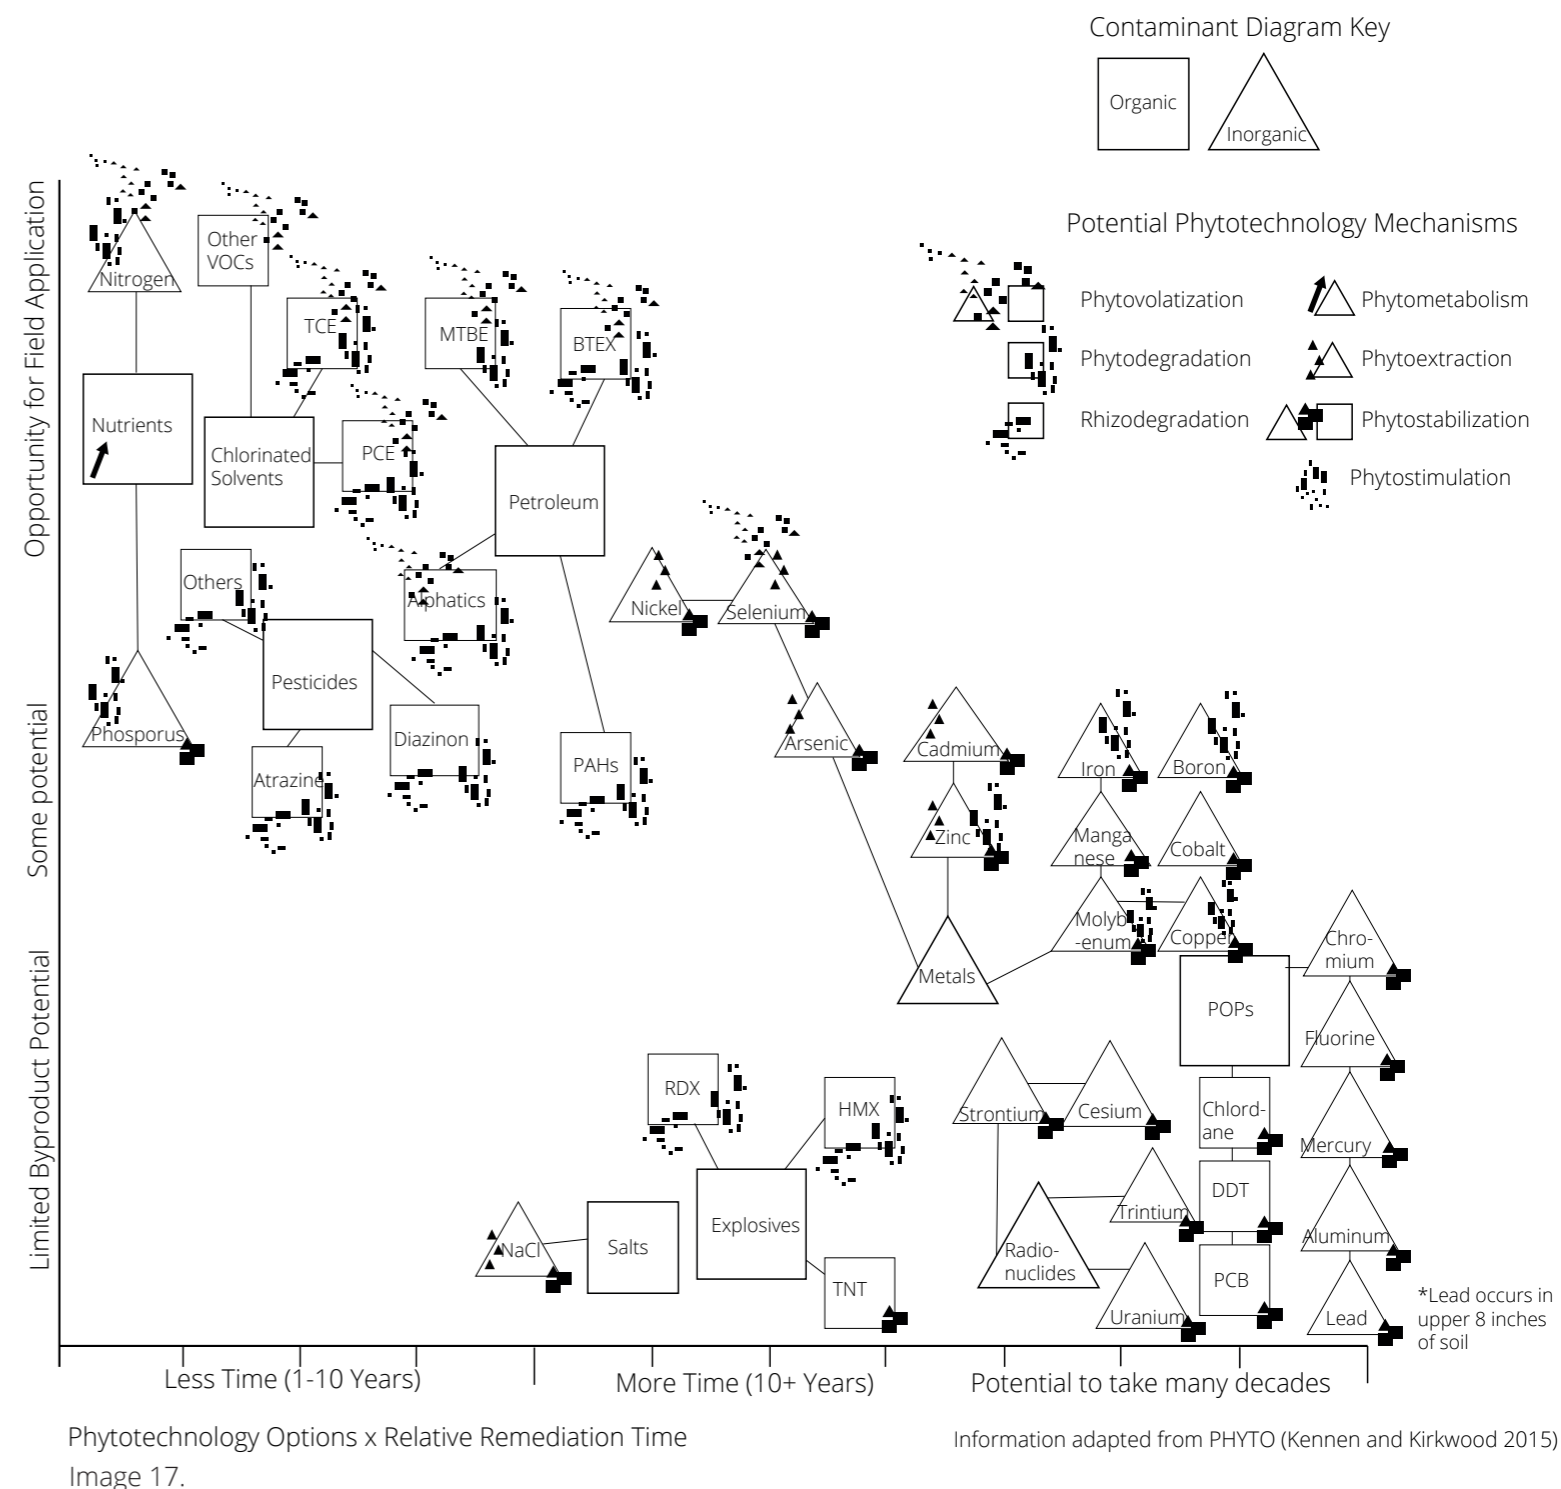 Contaminant Diagram Key
Organic
Inorganic
Potential Phytotechnology Mechanisms
Phytovolatization
Phytometabolism
Phytodegradation
Phytoextraction
Rhizodegradation
Phytostabilization
Phytostimulation
Opportunity for Field Application
Some potential
Limited Byproduct Potential
Nitrogen
Other
VOCs
TCE
MTBE
BTEX
Nutrients
Chlorinated
Solvents
PCE
Petroleum
Others
Alphatics
Nickel
Selenium
Pesticides
Phosporus
Atrazine
Diazinon
PAHs
Arsenic
Cadmium
Iron
Boron
Zinc
Manga
nese
Cobalt
Molyb
-enum
Copper
Metals
Chro-
mium
POPs
Fluorine
RDX
HMX
Strontium
Cesium
Chlord-
ane
Mercury
Explosives
Trintium
DDT
NaCl
Salts
Radio-
nuclides
Aluminum
TNT
Uranium
PCB
Lead
*Lead occurs in
upper 8 inches
of soil
Less Time (1-10 Years)
More Time (10+ Years)
Potential to take many decades
Phytotechnology Options x Relative Remediation Time
Information adapted from PHYTO (Kennen and Kirkwood 2015)
Image 17.